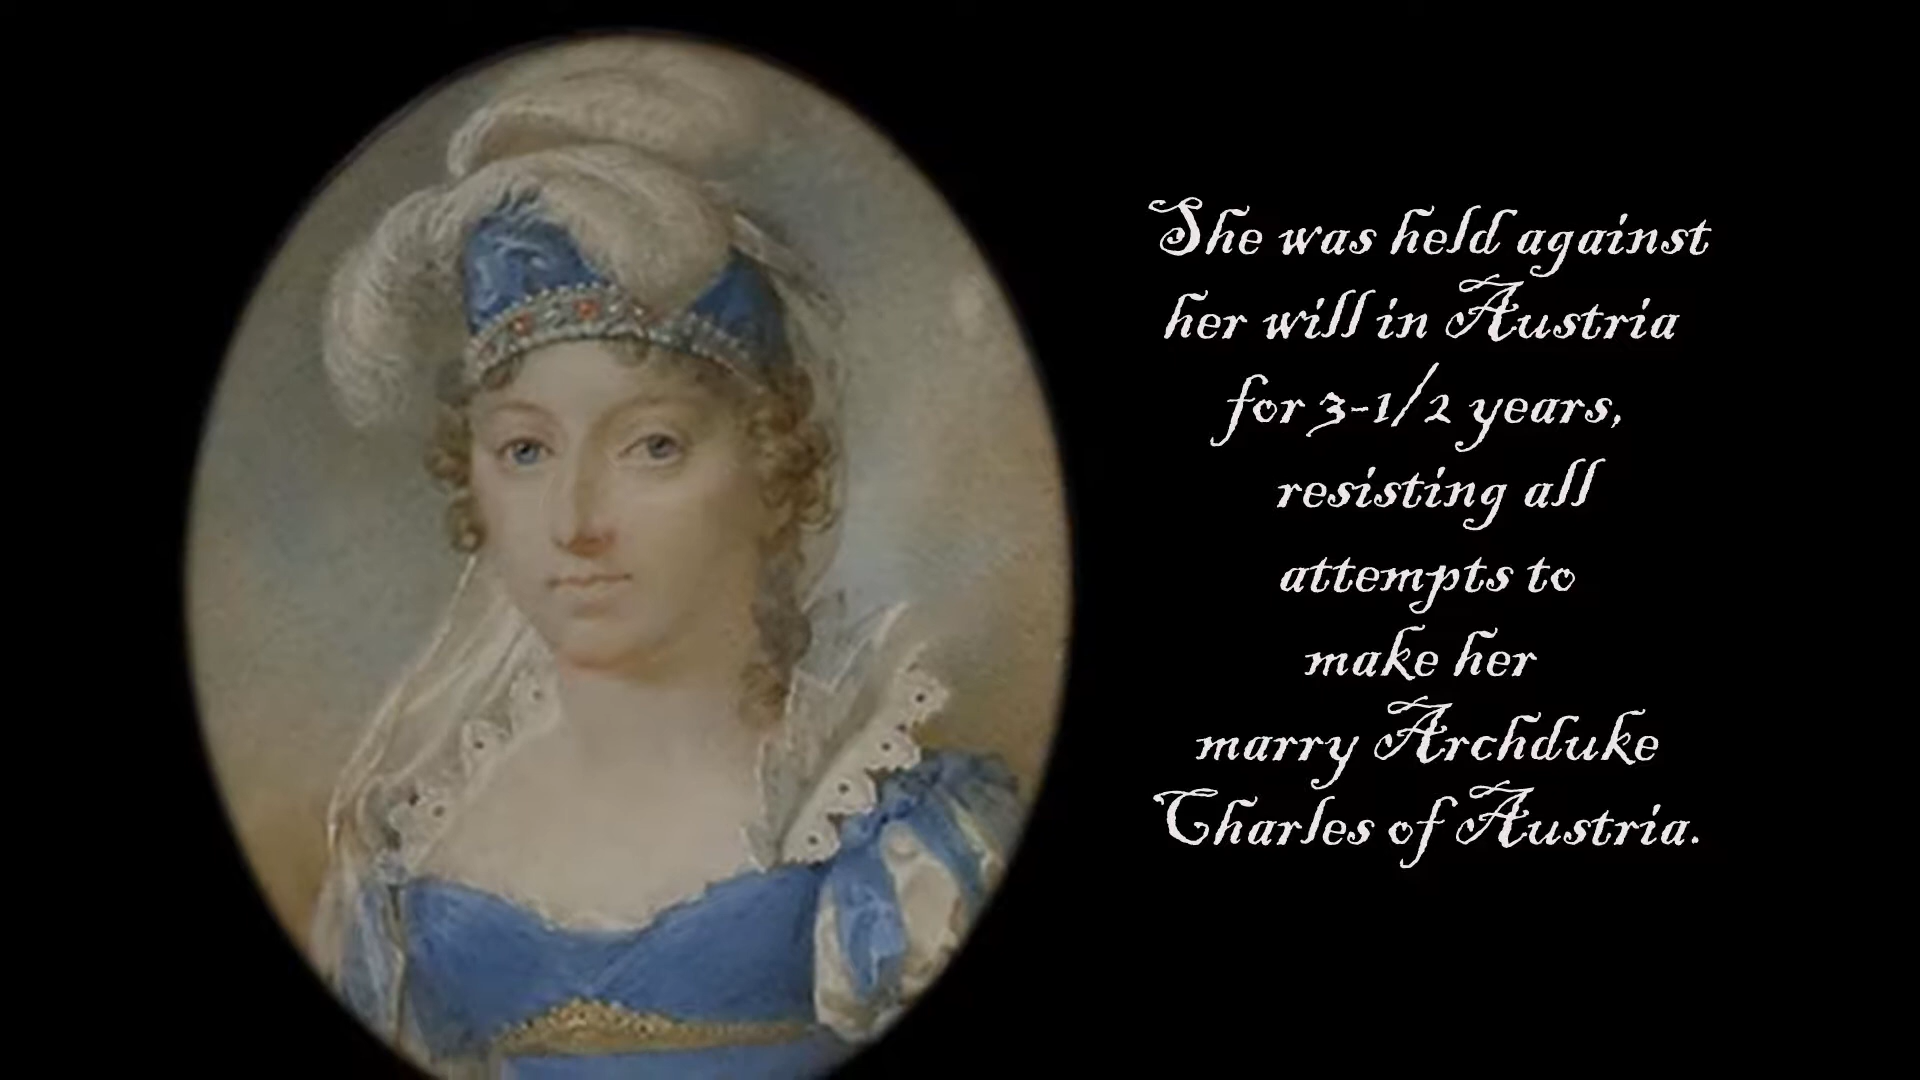 She was held against
her will in Austria
for 3-1/2 years,
resisting all
attempts to
make her
marry Archduke
Charles of Austria.